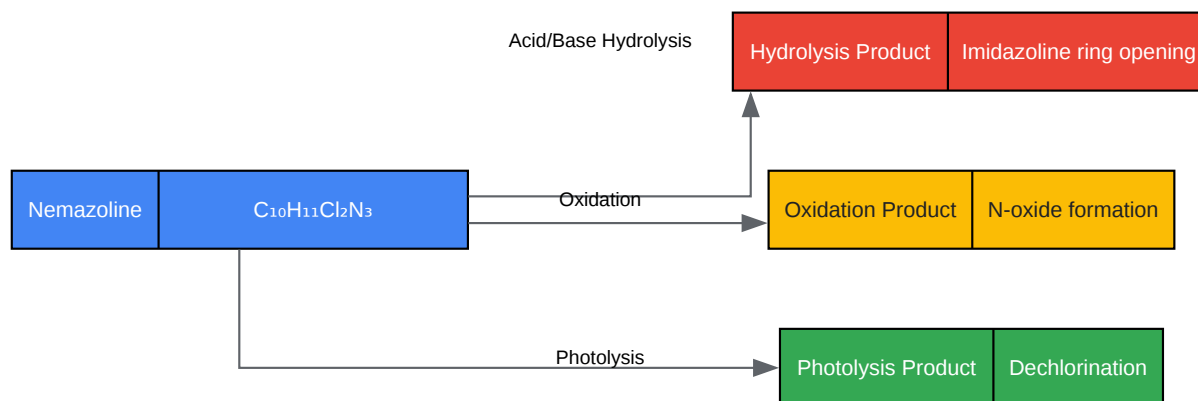 Acid/Base Hydrolysis
Hydrolysis Product
Imidazoline ring opening
Nemazoline
C₁₀H₁₁Cl₂N₃
Oxidation
Oxidation Product
N-oxide formation
Photolysis
Photolysis Product
Dechlorination